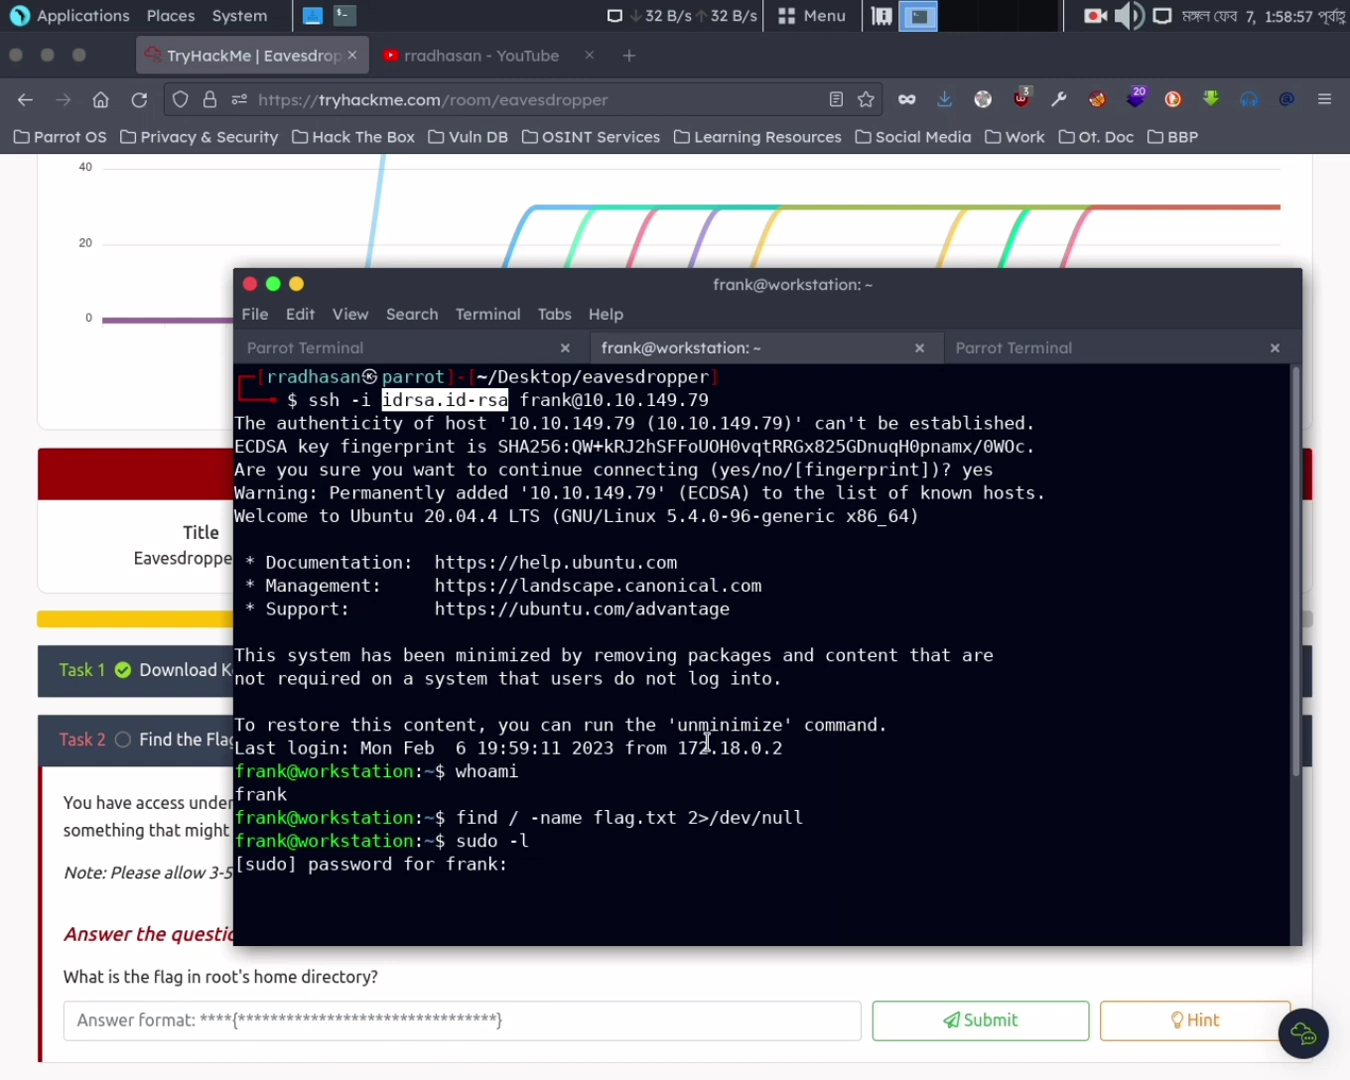 Applications Places System 32 B/s 32 B/s Menu মঙ্গল ফেব 7, 1:58:57 পূর্বাহ্ণ
TryHackMe | Eavesdrop rradhasan - YouTube
https://tryhackme.com/room/eavesdropper 3 20
Parrot OS Privacy & Security Hack The Box Vuln DB OSINT Services Learning Resources Social Media Work Ot. Doc BBP
40
20
0
frank@workstation: ~
File Edit View Search Terminal Tabs Help
Parrot Terminal frank@workstation: ~ Parrot Terminal
[rradhasan㉿parrot]-[~/Desktop/eavesdropper]
$ ssh -i idrsa.id-rsa frank@10.10.149.79
The authenticity of host '10.10.149.79 (10.10.149.79)' can't be established.
ECDSA key fingerprint is SHA256:QW+kRJ2hSFFoUOH0vqtRRGx825GDnuqH0pnamx/0WOc.
Are you sure you want to continue connecting (yes/no/[fingerprint])? yes
Warning: Permanently added '10.10.149.79' (ECDSA) to the list of known hosts.
Welcome to Ubuntu 20.04.4 LTS (GNU/Linux 5.4.0-96-generic x86_64)
* Documentation: https://help.ubuntu.com
* Management: https://landscape.canonical.com
* Support: https://ubuntu.com/advantage
This system has been minimized by removing packages and content that are
not required on a system that users do not log into.
To restore this content, you can run the 'unminimize' command.
Last login: Mon Feb 6 19:59:11 2023 from 172.18.0.2
frank@workstation:~$ whoami
frank
frank@workstation:~$ find / -name flag.txt 2>/dev/null
frank@workstation:~$ sudo -l
[sudo] password for frank:
Title
Eavesdroppe
Task 1 Download K
Task 2 Find the Fla
You have access under
something that might
Note: Please allow 3-5
Answer the questio
What is the flag in root's home directory?
Answer format: ****{********************************}
Submit
Hint